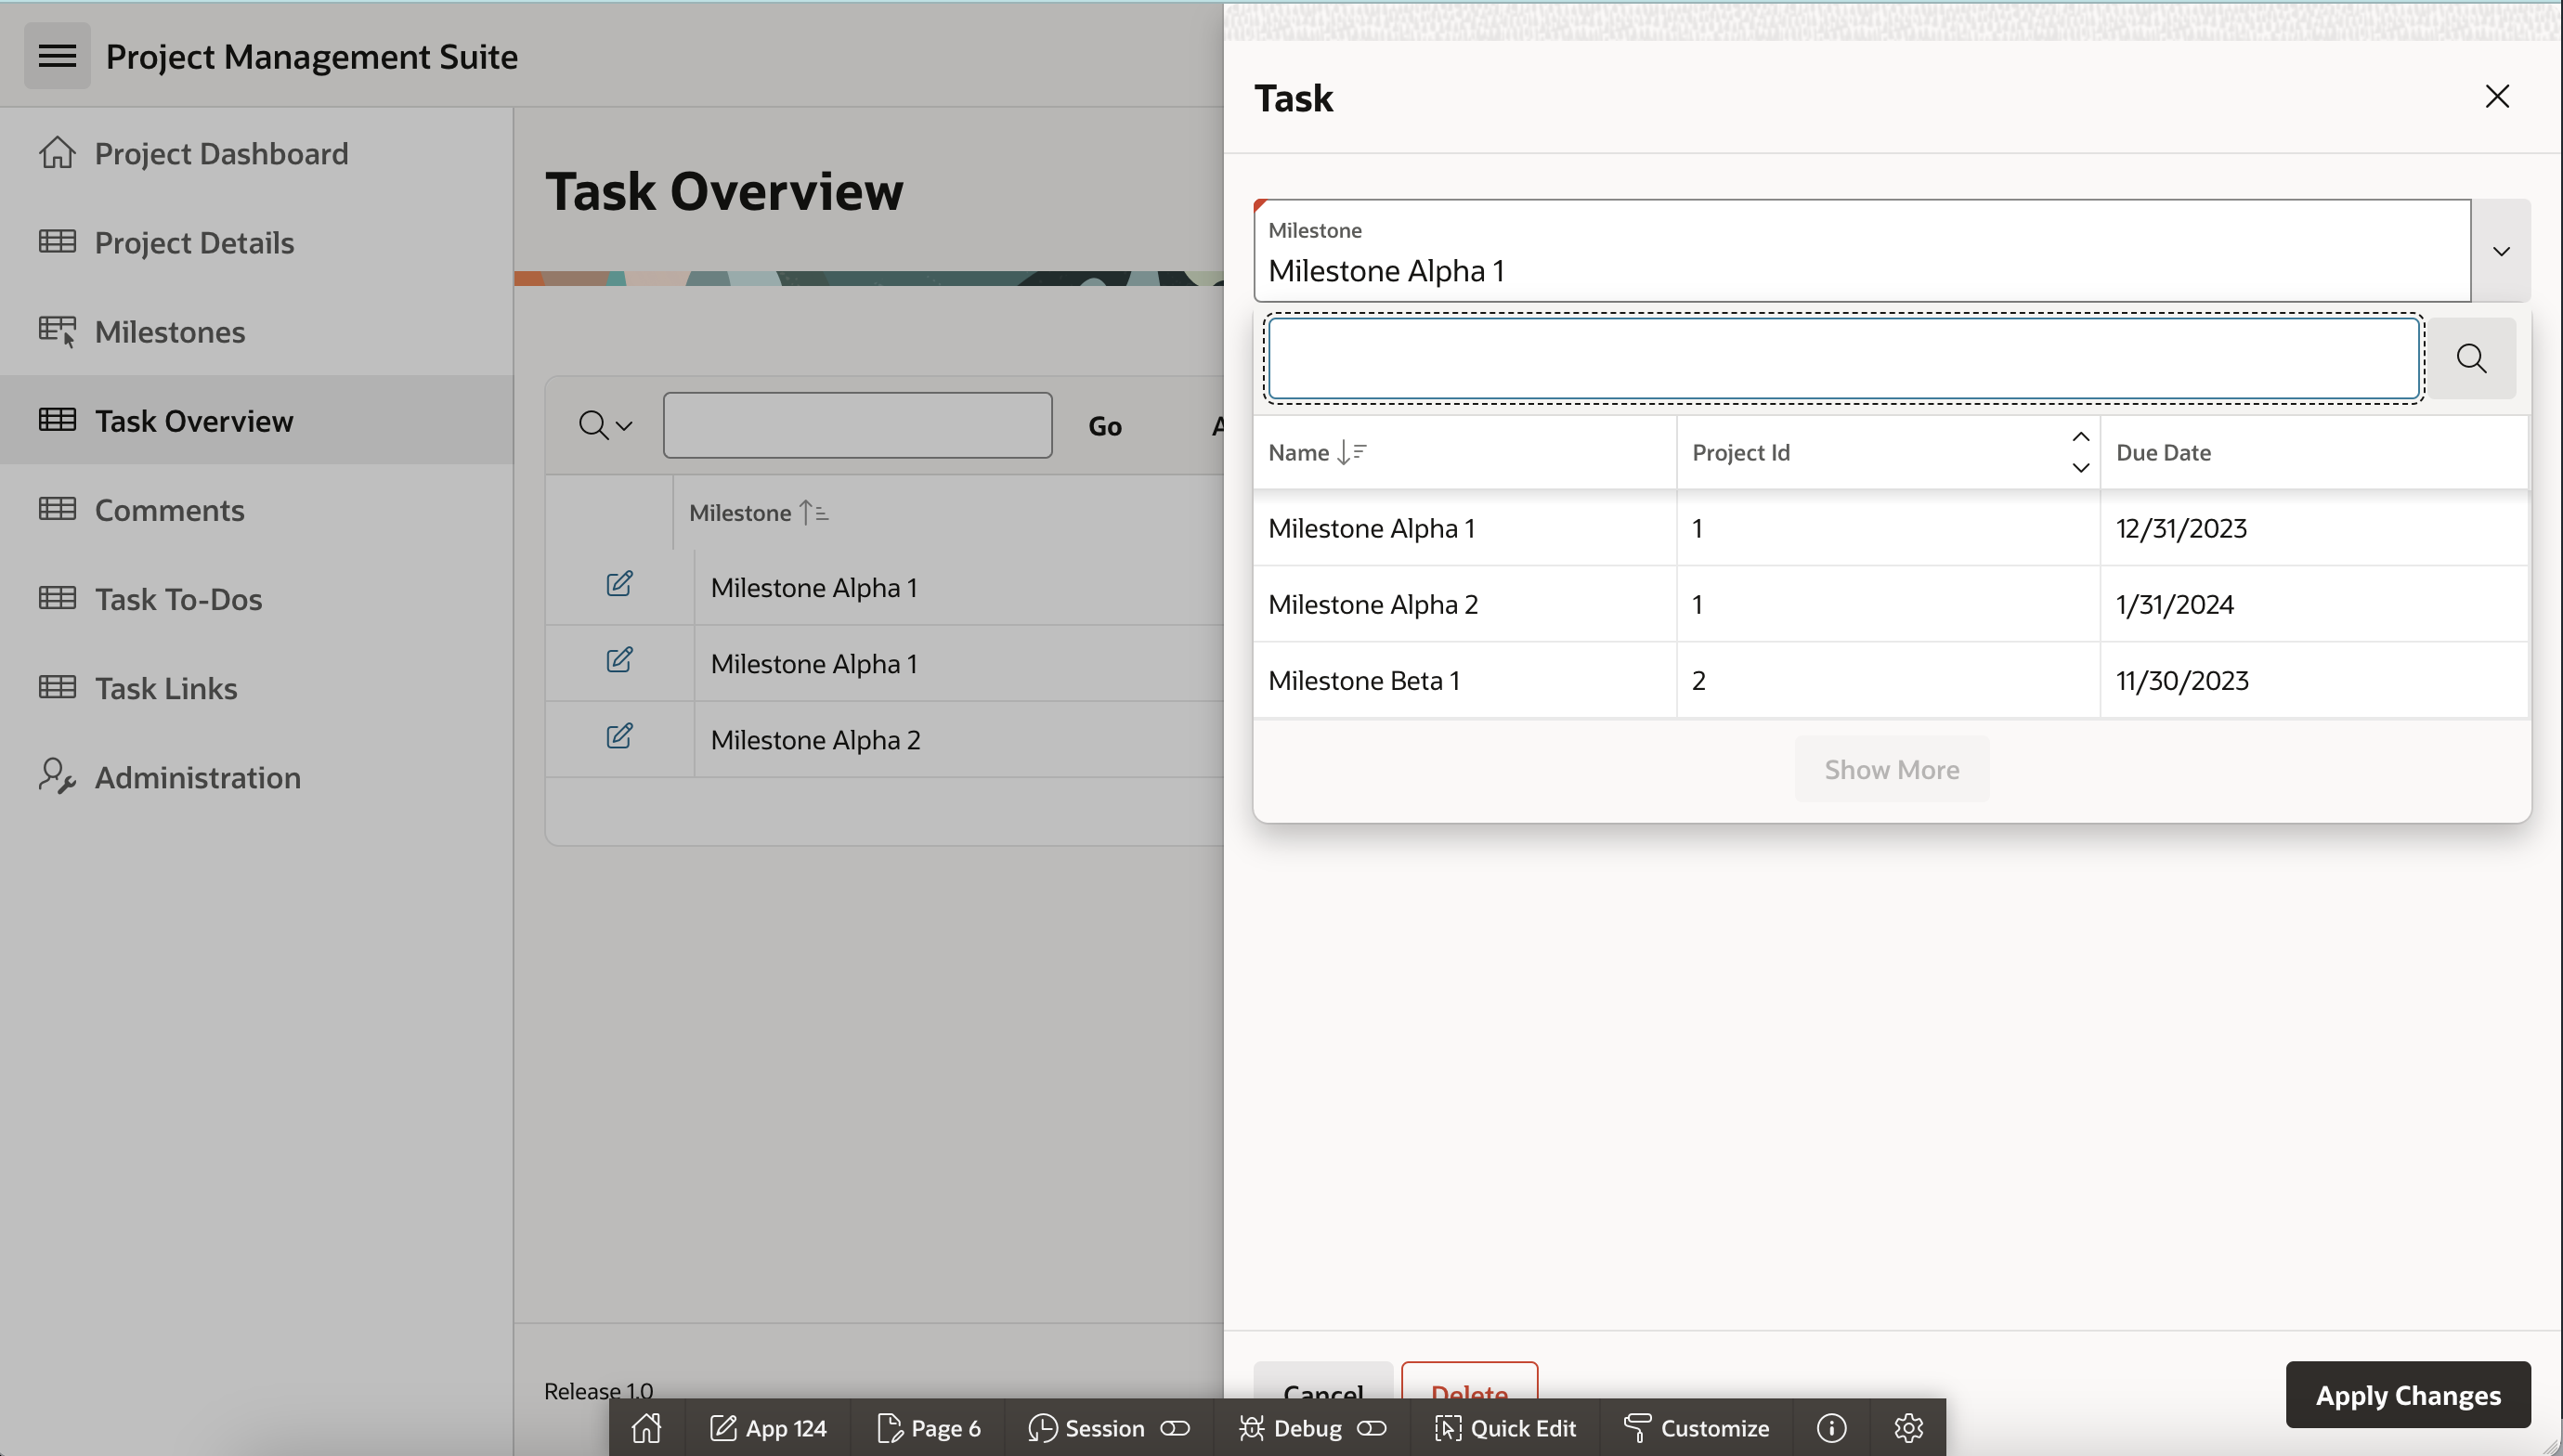 Project Management Suite
Project Dashboard
Project Details
Milestones
Task Overview
Comments
Task To-Dos
Task Links
Administration
Task Overview
Go
Milestone
Milestone Alpha 1
Milestone Alpha 1
Milestone Alpha 2
Release 1.0
Task
Milestone
Milestone Alpha 1
Name Project Id Due Date
Milestone Alpha 1 1 12/31/2023
Milestone Alpha 2 1 1/31/2024
Milestone Beta 1 2 11/30/2023
Show More
Cancel Delete Apply Changes
App 124 Page 6 Session Debug Quick Edit Customize